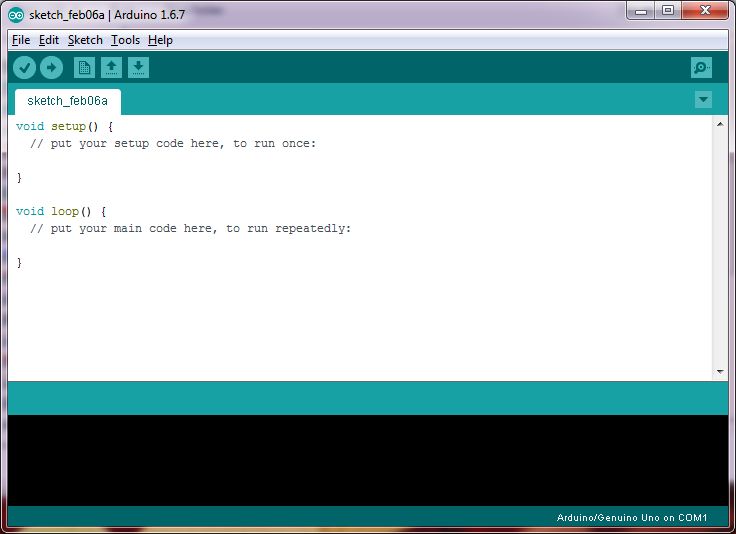 sketch_feb06a | Arduino 1.6.7
File Edit Sketch Tools Help
sketch_feb06a
void setup() {
  // put your setup code here, to run once:
}
void loop() {
  // put your main code here, to run repeatedly:
}
Arduino/Genuino Uno on COM1